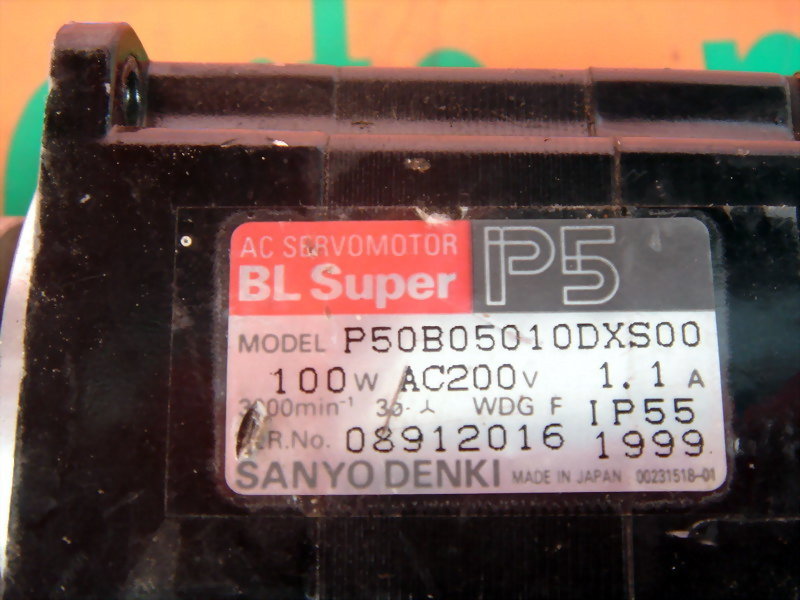 AC SERVOMOTOR
BL Super P5
MODEL P50B05010DXS00
100W AC200V 1.1A
3000min⁻¹ 3ϕ⅄ WDG F IP55
SER.No. 08912016 1999
SANYO DENKI MADE IN JAPAN 00231518-01